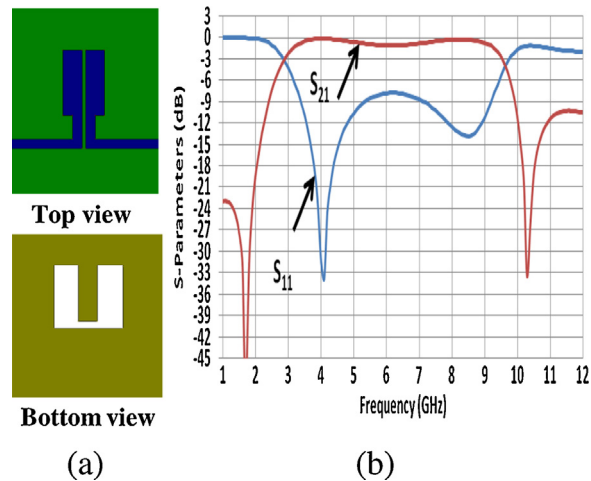 Top view
Bottom view
(a)
S-Parameters (dB)
3
0
-3
-6
-9
-12
-15
-18
-21
-24
-27
-30
-33
-36
-39
-42
-45
S21
S11
1 2 3 4 5 6 7 8 9 10 11 12
Frequency (GHz)
(b)